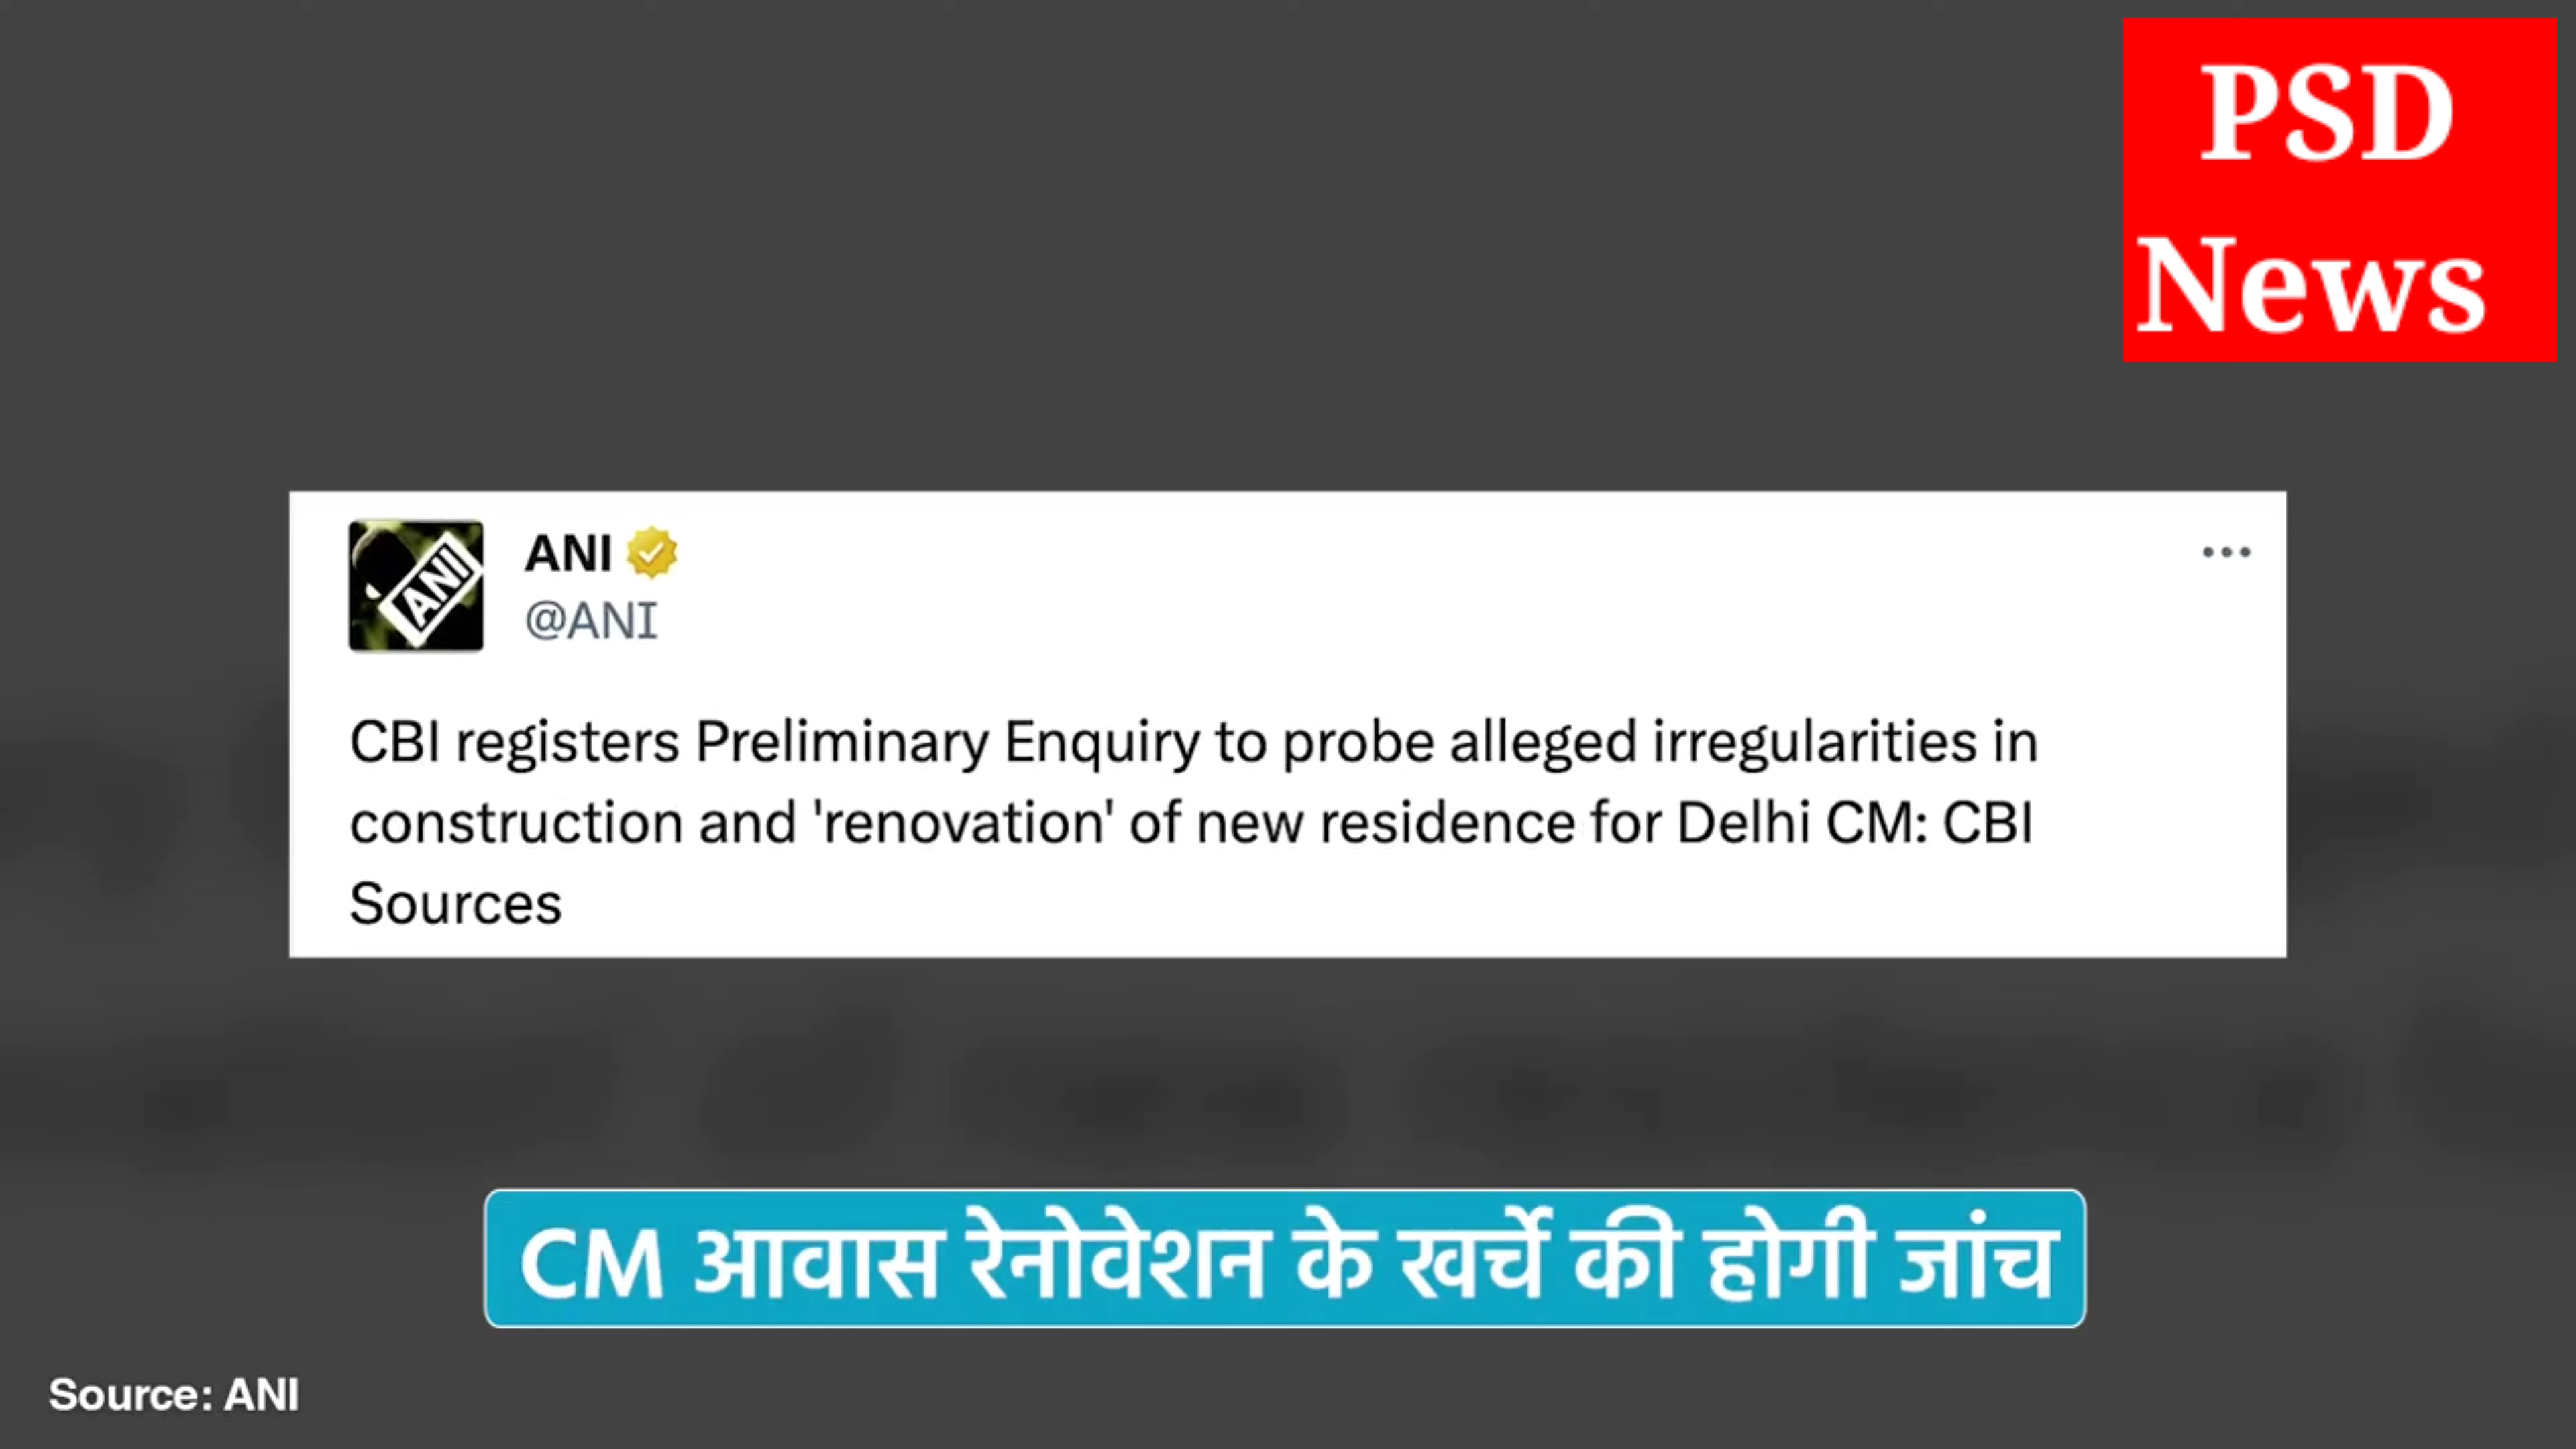 PSD
News
ANI
ANI
@ANI
CBI registers Preliminary Enquiry to probe alleged irregularities in
construction and 'renovation' of new residence for Delhi CM: CBI
Sources
CM आवास रेनोवेशन के खर्चे की होगी जांच
Source: ANI